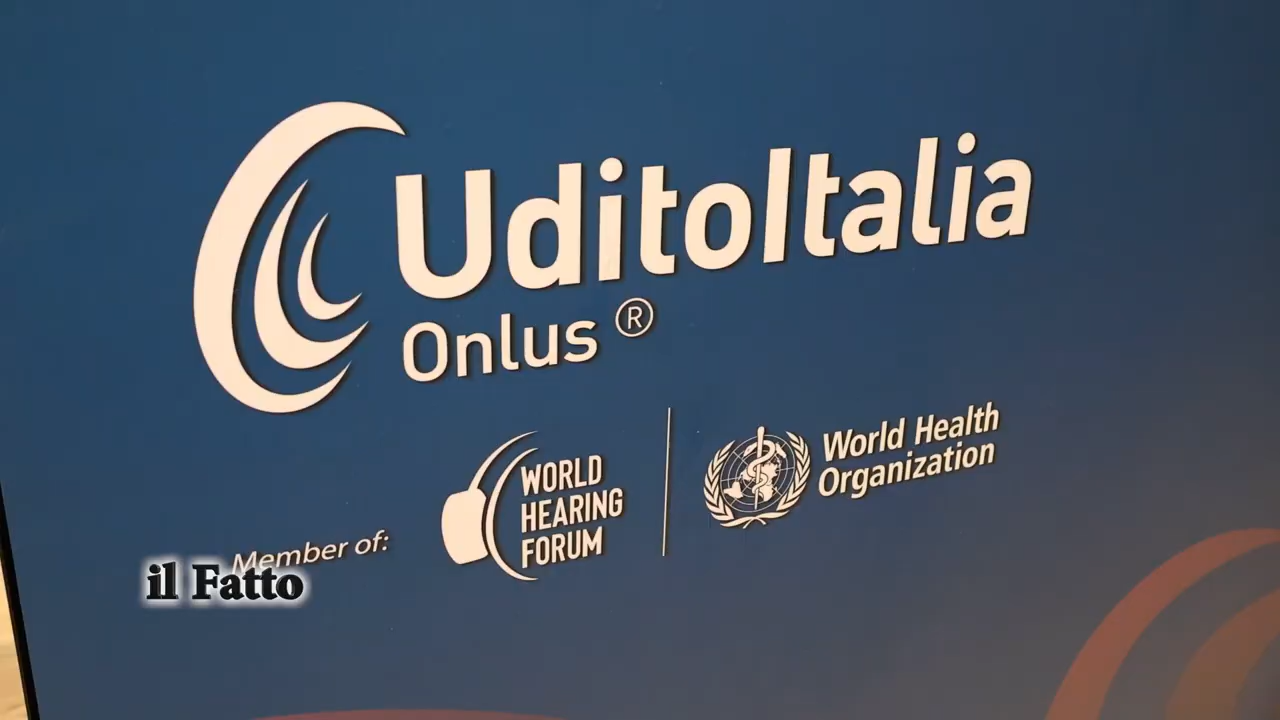 UditoItalia
Onlus ®
Member of:
WORLD
HEARING
FORUM
World Health
Organization
il Fatto